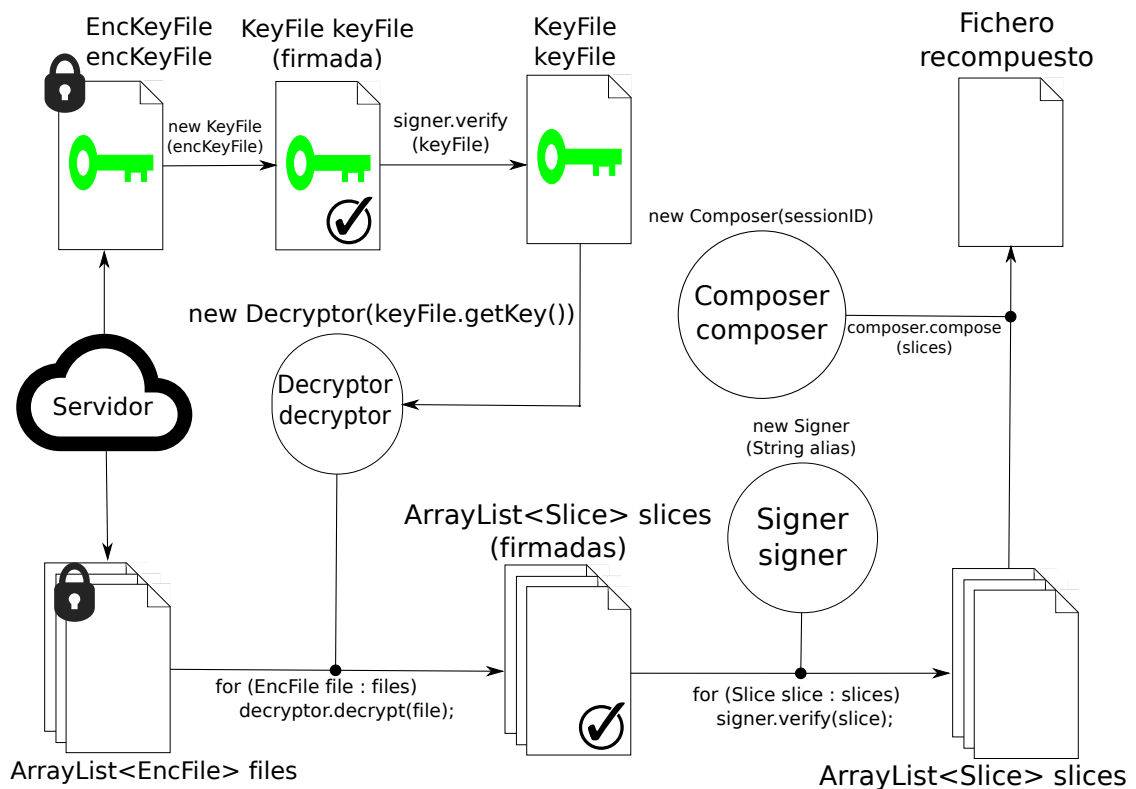 EncKeyFile
encKeyFile
KeyFile keyFile
(firmada)
KeyFile
keyFile
Fichero
recompuesto
new KeyFile
(encKeyFile)
signer.verify
(keyFile)
new Composer(sessionID)
Composer
composer
composer.compose
(slices)
new Decryptor(keyFile.getKey())
Decryptor
decryptor
Servidor
new Signer
(String alias)
Signer
signer
ArrayList<Slice> slices
(firmadas)
for (EncFile file : files)
decryptor.decrypt(file);
for (Slice slice : slices)
signer.verify(slice);
ArrayList<EncFile> files
ArrayList<Slice> slices